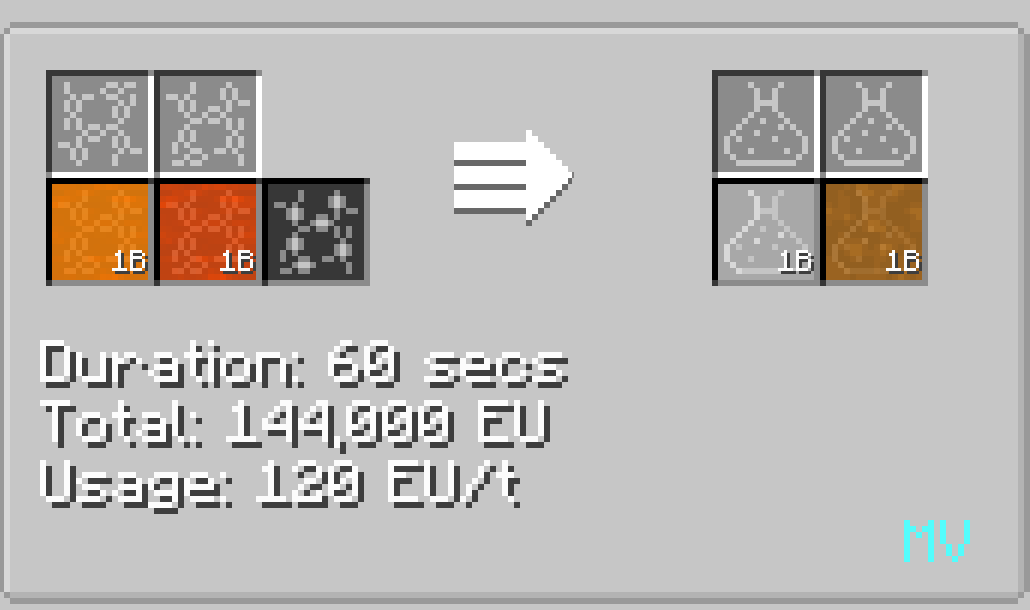 1B 1B 1B 1B
Duration: 60 secs
Total: 144,000 EU
Usage: 120 EU/t
MV